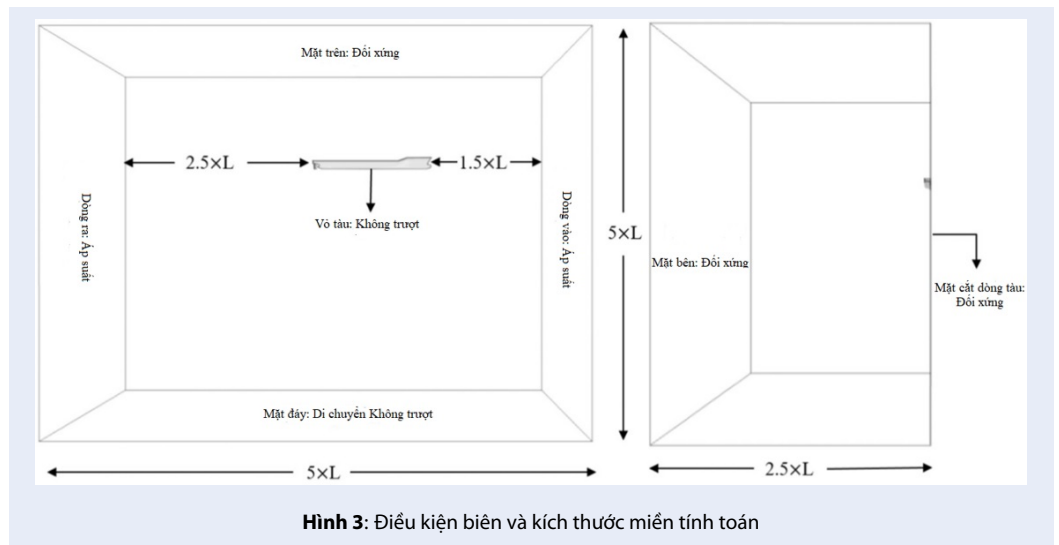 Mặt trên: Đối xứng
2.5×L
1.5×L
Vỏ tàu: Không trượt
Dòng ra: Áp suất
Dòng vào: Áp suất
Mặt đáy: Di chuyển Không trượt
5×L
5×L
Mặt bên: Đối xứng
Mặt cắt dòng tàu:
Đối xứng
2.5×L
Hình 3: Điều kiện biên và kích thước miền tính toán